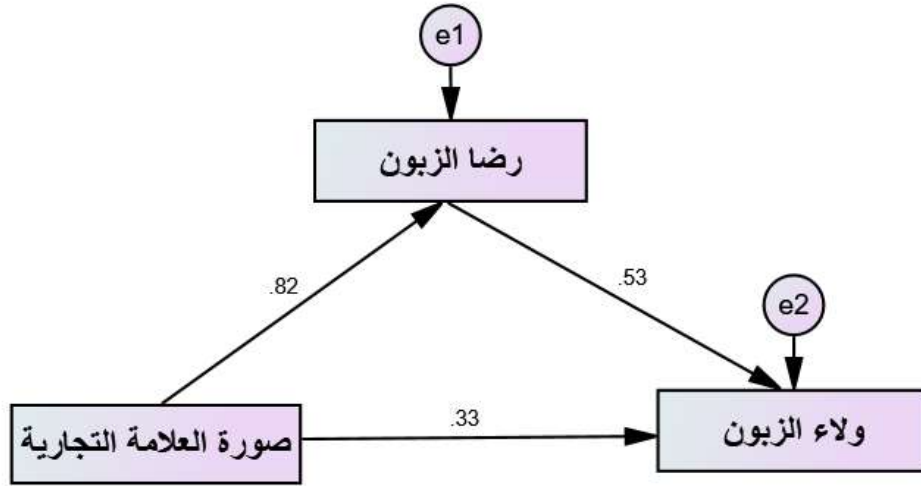 e1
رضا الزبون
.82
.53
e2
صورة العلامة التجارية
.33
ولاء الزبون